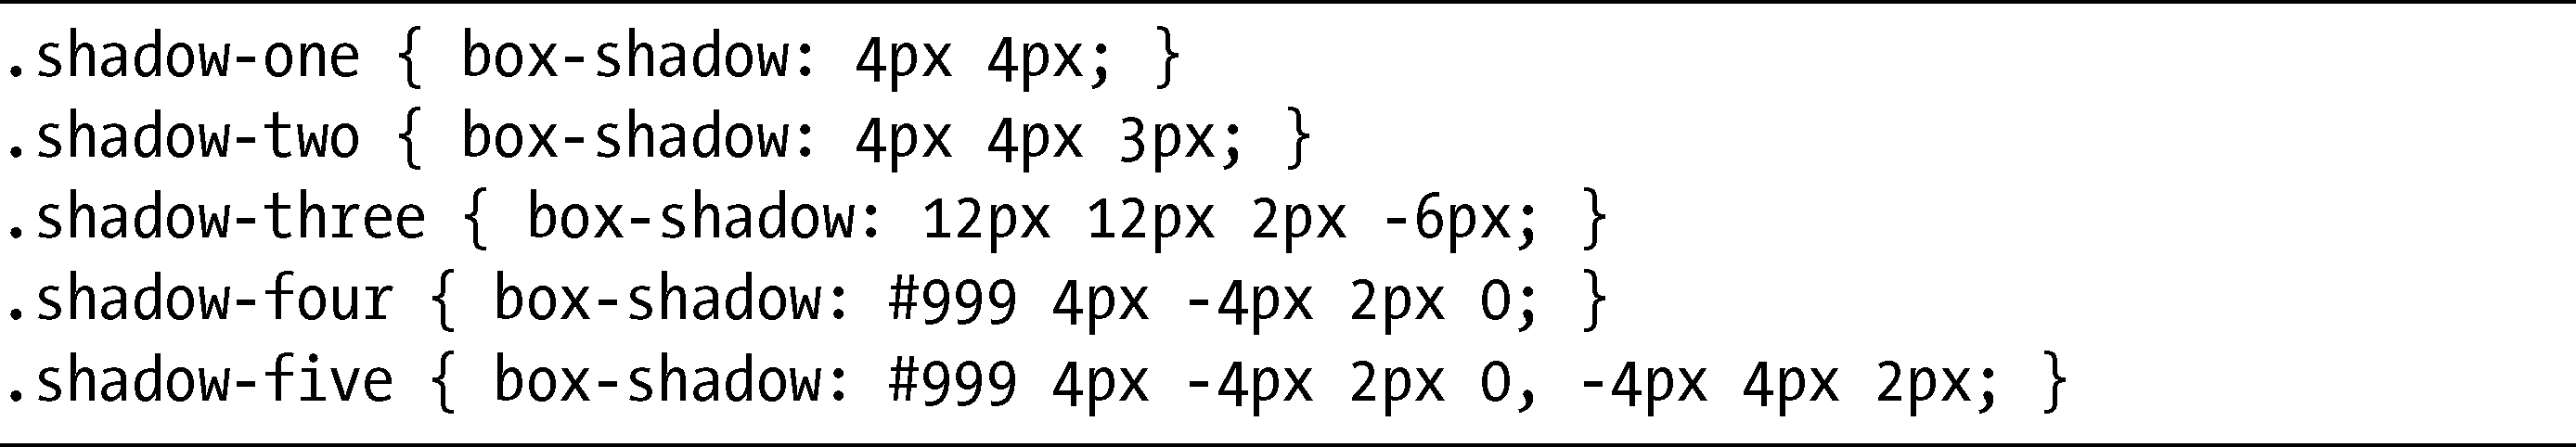 .shadow-one { box-shadow: 4px 4px; }
.shadow-two { box-shadow: 4px 4px 3px; }
.shadow-three { box-shadow: 12px 12px 2px -6px; }
.shadow-four { box-shadow: #999 4px -4px 2px 0; }
.shadow-five { box-shadow: #999 4px -4px 2px 0, -4px 4px 2px; }